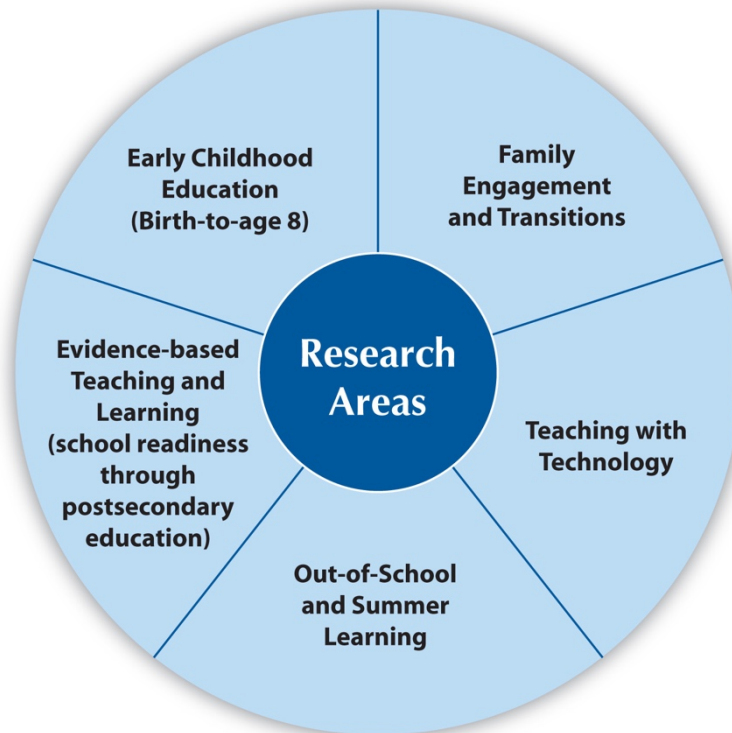 Early Childhood
Education
(Birth-to-age 8)
Family
Engagement
and Transitions
Research
Areas
Evidence-based
Teaching and
Learning
(school readiness
through
postsecondary
education)
Teaching with
Technology
Out-of-School
and Summer
Learning